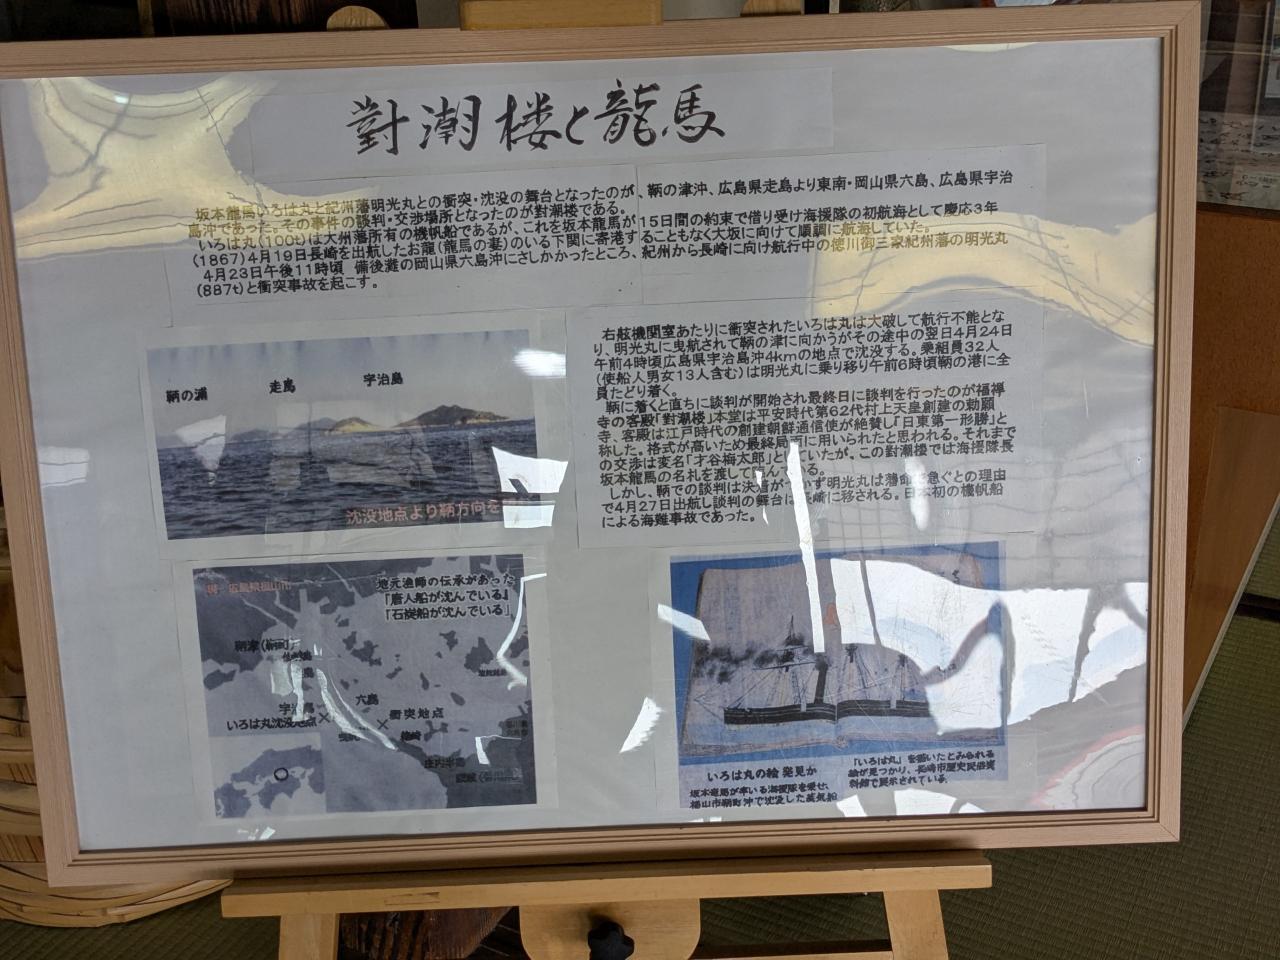 對潮楼と龍馬
坂本龍馬いろは丸と紀州藩明光丸との衝突・沈没の舞台となったのが、鞆の津沖、広島県走島より東南・岡山県六島、広島県宇治
島沖であった。その事件の談判・交渉場所となったのが對潮楼である。
いろは丸(100t)は大州藩所有の機帆船であるが、これを坂本龍馬が15日間の約束で借り受け海援隊の初航海として慶応3年
(1867)4月19日長崎を出航したお龍(龍馬の妻)のいる下関に寄港することもなく大坂に向けて順調に航海していた。
4月23日午後11時頃 備後灘の岡山県六島沖にさしかかったところ、紀州から長崎に向け航行中の徳川御三家紀州藩の明光丸
(887t)と衝突事故を起こす。
右舷機関室あたりに衝突されたいろは丸は大破して航行不能とな
り、明光丸に曳航されて鞆の津に向かうがその途中の翌日4月24日
午前4時頃広島県宇治島沖4kmの地点で沈没する。乗組員32人
(使船人男女13人含む)は明光丸に乗り移り午前6時頃鞆の港に全
員たどり着く。
鞆に着くと直ちに談判が開始され最終日に談判を行ったのが福禅
寺の客殿「對潮楼」本堂は平安時代第62代村上天皇創建の勅願
寺、客殿は江戸時代の創建朝鮮通信使が絶賛し「日東第一形勝」と
称した。格式が高いため最終局面に用いられたと思われる。それまで
の交渉は変名「才谷梅太郎」と ていたが、この對潮楼では海援隊長
坂本龍馬の名札を渡して いる。
しかし、鞆での談判は決 ず明光丸は藩命 急ぐとの理由
で4月27日出航し談判の舞台は長崎に移される。日本初の機帆船
による海難事故であった。
鞆の浦 走島 宇治島
沈没地点より鞆方向を
現・広島県福山市
地元漁師の伝承があった
「唐人船が沈んでいる」
「石炭船が沈んでいる」
鞆津(鞆町)
宇治島
六島
いろは丸沈没地点×
×衝突地点
庄内半島
いろは丸の絵 発見か
坂本竜馬が率いる海援隊を乗せ、
福山市鞆町沖で沈没した蒸気船
「いろは丸」を描いたとみられる
絵が見つかり、長崎市歴史民俗資
料館で展示されている。